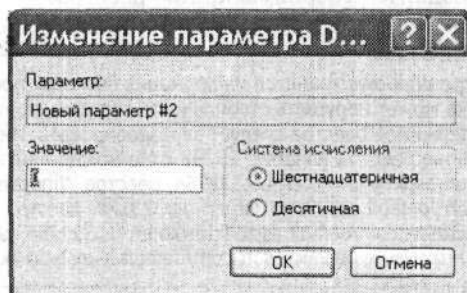 Изменение параметра D...
Параметр:
Новый параметр #2
Значение:
Система исчисления
Шестнадцатеричная
Десятичная
OK
Отмена